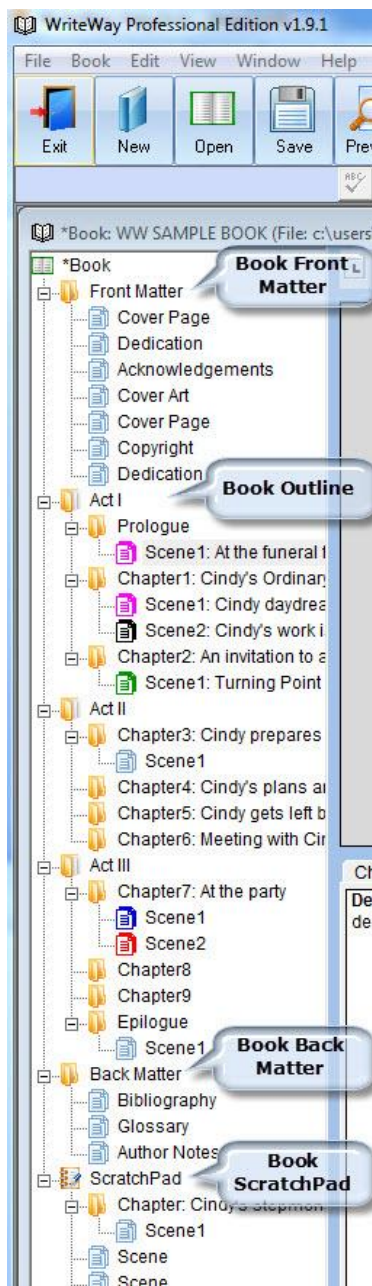 WriteWay Professional Edition v1.9.1
File Book Edit View Window Help
Exit New Open Save
ABC
*Book: WW SAMPLE BOOK (File: c:\users
*Book
Book Front Matter
Front Matter
Cover Page
Dedication
Acknowledgements
Cover Art
Cover Page
Copyright
Dedication
Book Outline
Act I
Prologue
Scene1: At the funeral
Chapter1: Cindy's Ordinary
Scene1: Cindy
Scene2: Cindy's work
Chapter2: An invitation to
Scene1: Turning Point
Act II
Chapter3: Cindy prepares
Scene1
Chapter4: Cindy's plans
Chapter5: Cindy gets left
Chapter6: Meeting with
Act III
Chapter7: At the party
Scene1
Scene2
Chapter8
Chapter9
Epilogue
Scene1
Book Back Matter
Back Matter
Bibliography
Glossary
Author Notes
Book ScratchPad
ScratchPad
Chapter: Cindy's
Scene1
Scene
Scene